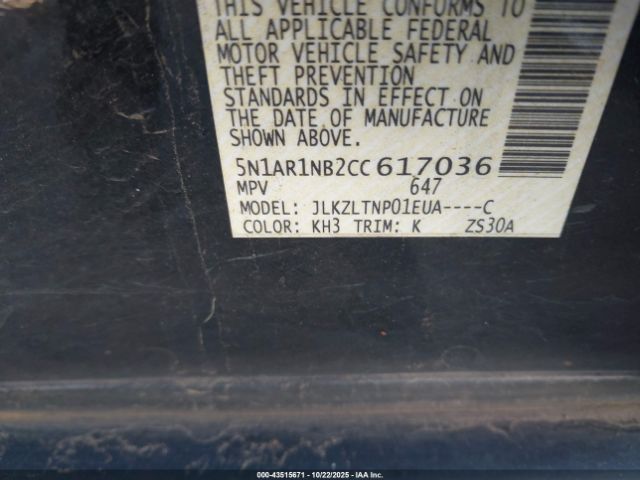 THIS VEHICLE CONFORMS TO
ALL APPLICABLE FEDERAL
MOTOR VEHICLE SAFETY AND
THEFT PREVENTION
STANDARDS IN EFFECT ON
THE DATE OF MANUFACTURE
SHOWN ABOVE.
5N1AR1NB2CC617036
MPV 647
MODEL: JLKZLTNP01EUA----C
COLOR: KH3 TRIM: K ZS30A
000-43515671 | 10/22/2025 - IAA Inc.